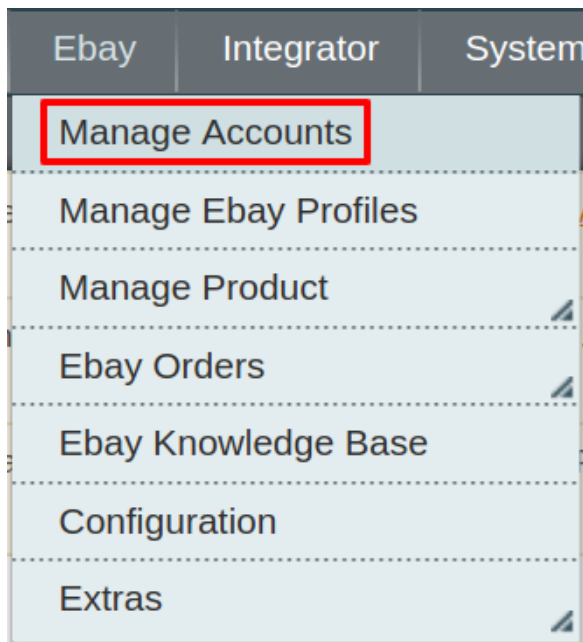 Ebay Integrator System
Manage Accounts
Manage Ebay Profiles
Manage Product
Ebay Orders
Ebay Knowledge Base
Configuration
Extras